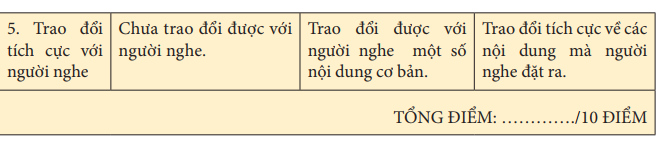 5. Trao đổi tích cực với người nghe
Chưa trao đổi được với người nghe.
Trao đổi được với người nghe một số nội dung cơ bản.
Trao đổi tích cực về các nội dung mà người nghe đặt ra.
TỔNG ĐIỂM: …………./10 ĐIỂM